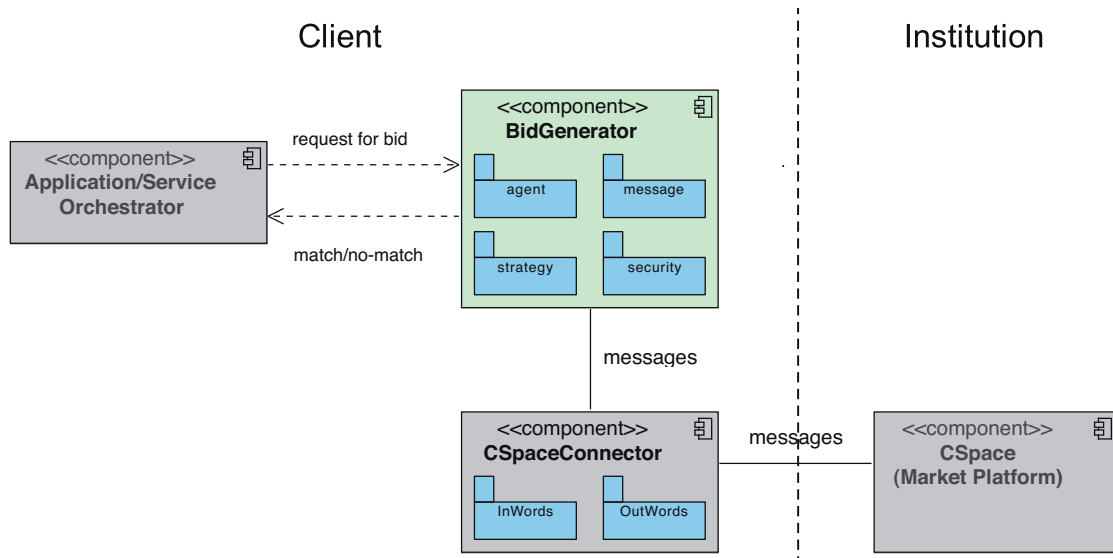 Client
Institution
<<component>>
BidGenerator
agent
message
strategy
security
request for bid
<<component>>
Application/Service
Orchestrator
match/no-match
messages
<<component>>
CSpaceConnector
InWords
OutWords
messages
<<component>>
CSpace
(Market Platform)